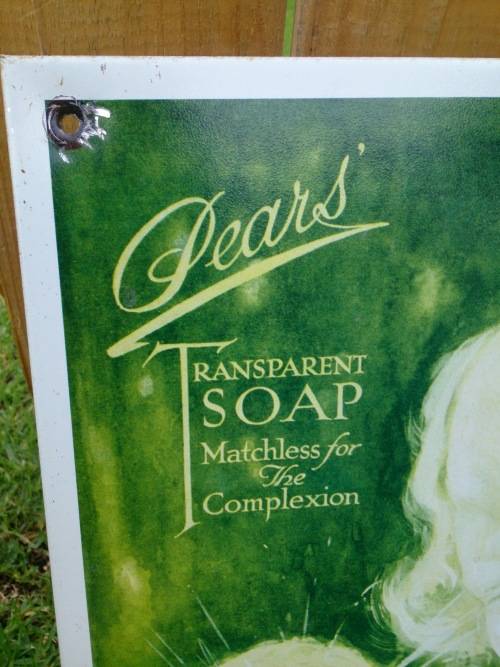 Pears'
TRANSPARENT
SOAP
Matchless for
The
Complexion